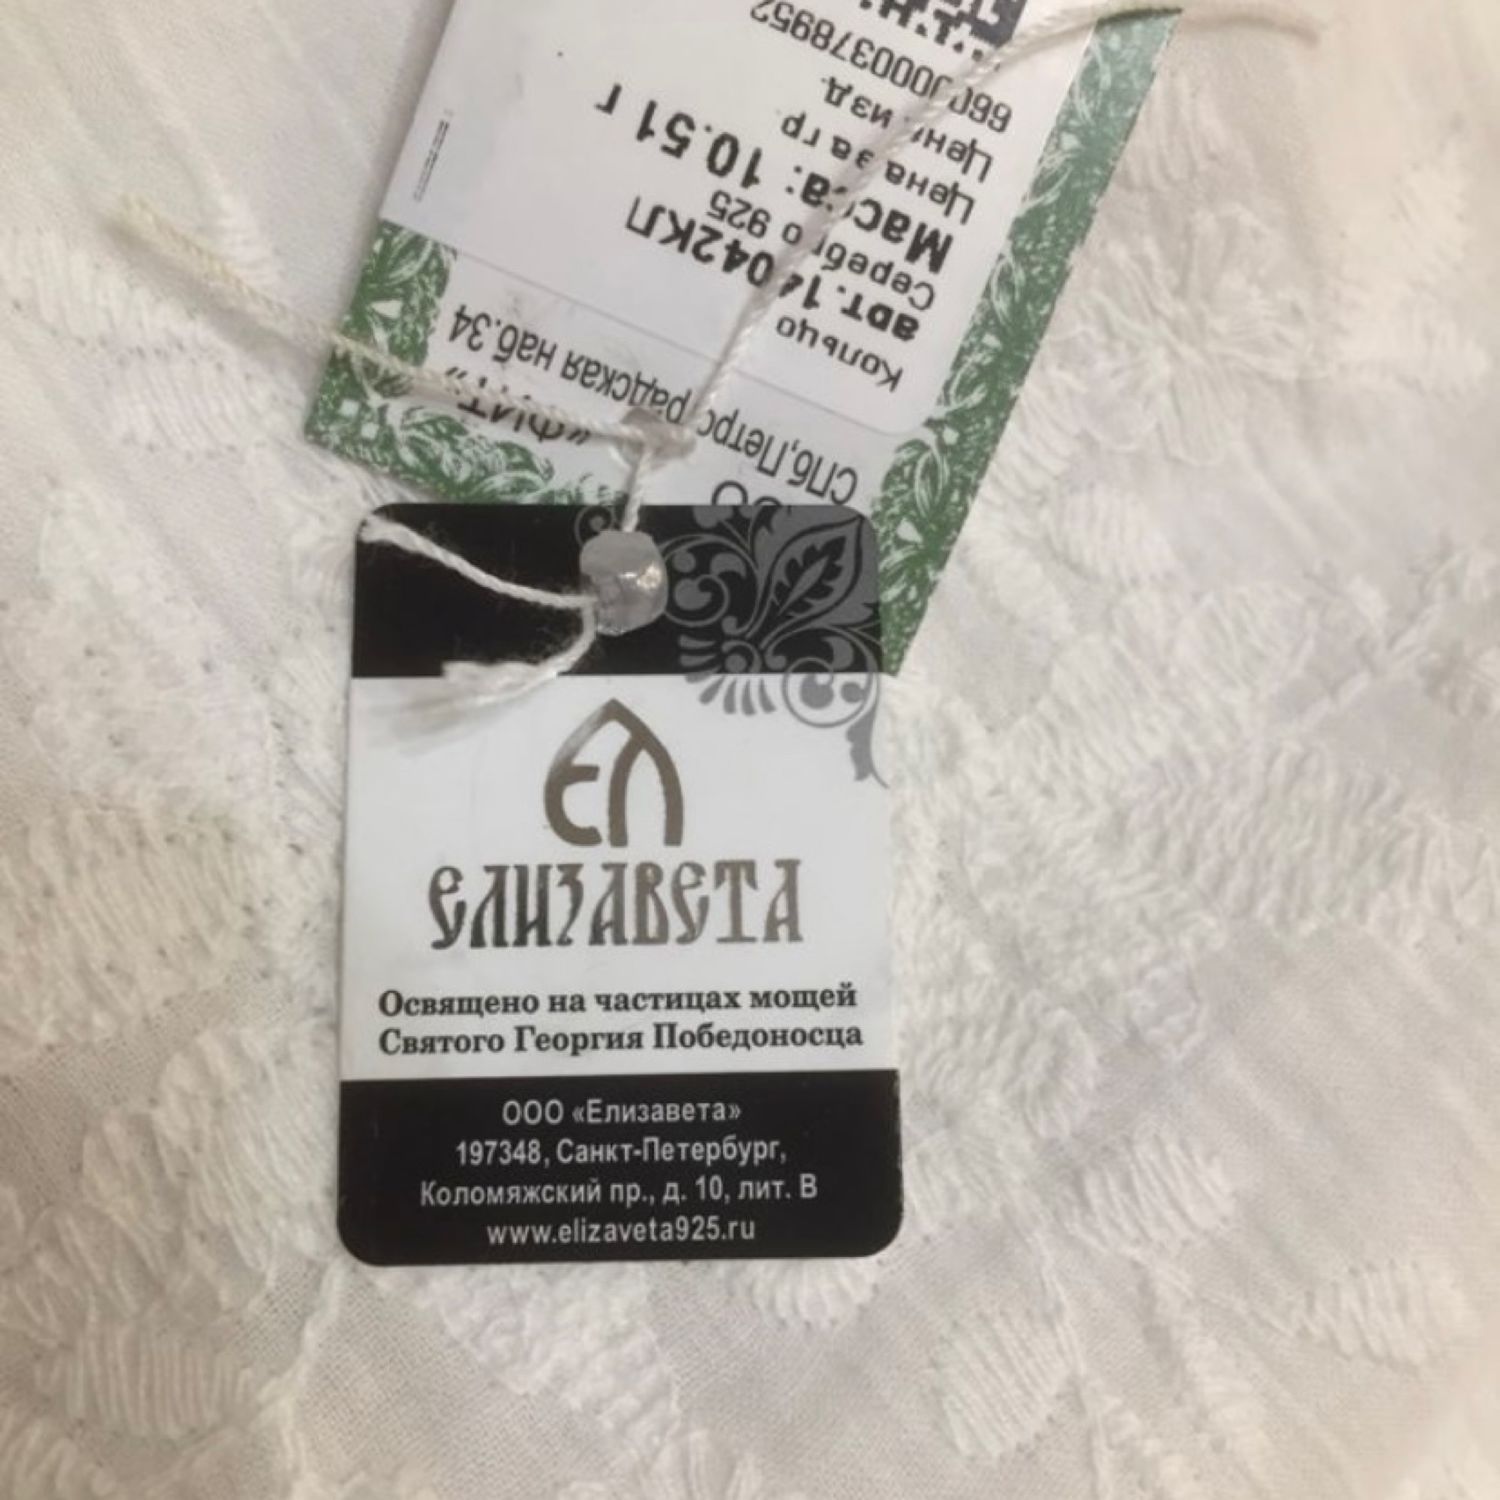 «ФИТ»
СПб,Петроградская наб.34
Кольцо
арт.14042КЛ
Серебро 925
Масса: 10.51 г
Цена за гр
Цена изд.
ЕЛ
ЕЛИЗАВЕТА
Освящено на частицах мощей
Святого Георгия Победоносца
ООО «Елизавета»
197348, Санкт-Петербург,
Коломяжский пр., д. 10, лит. В
www.elizaveta925.ru